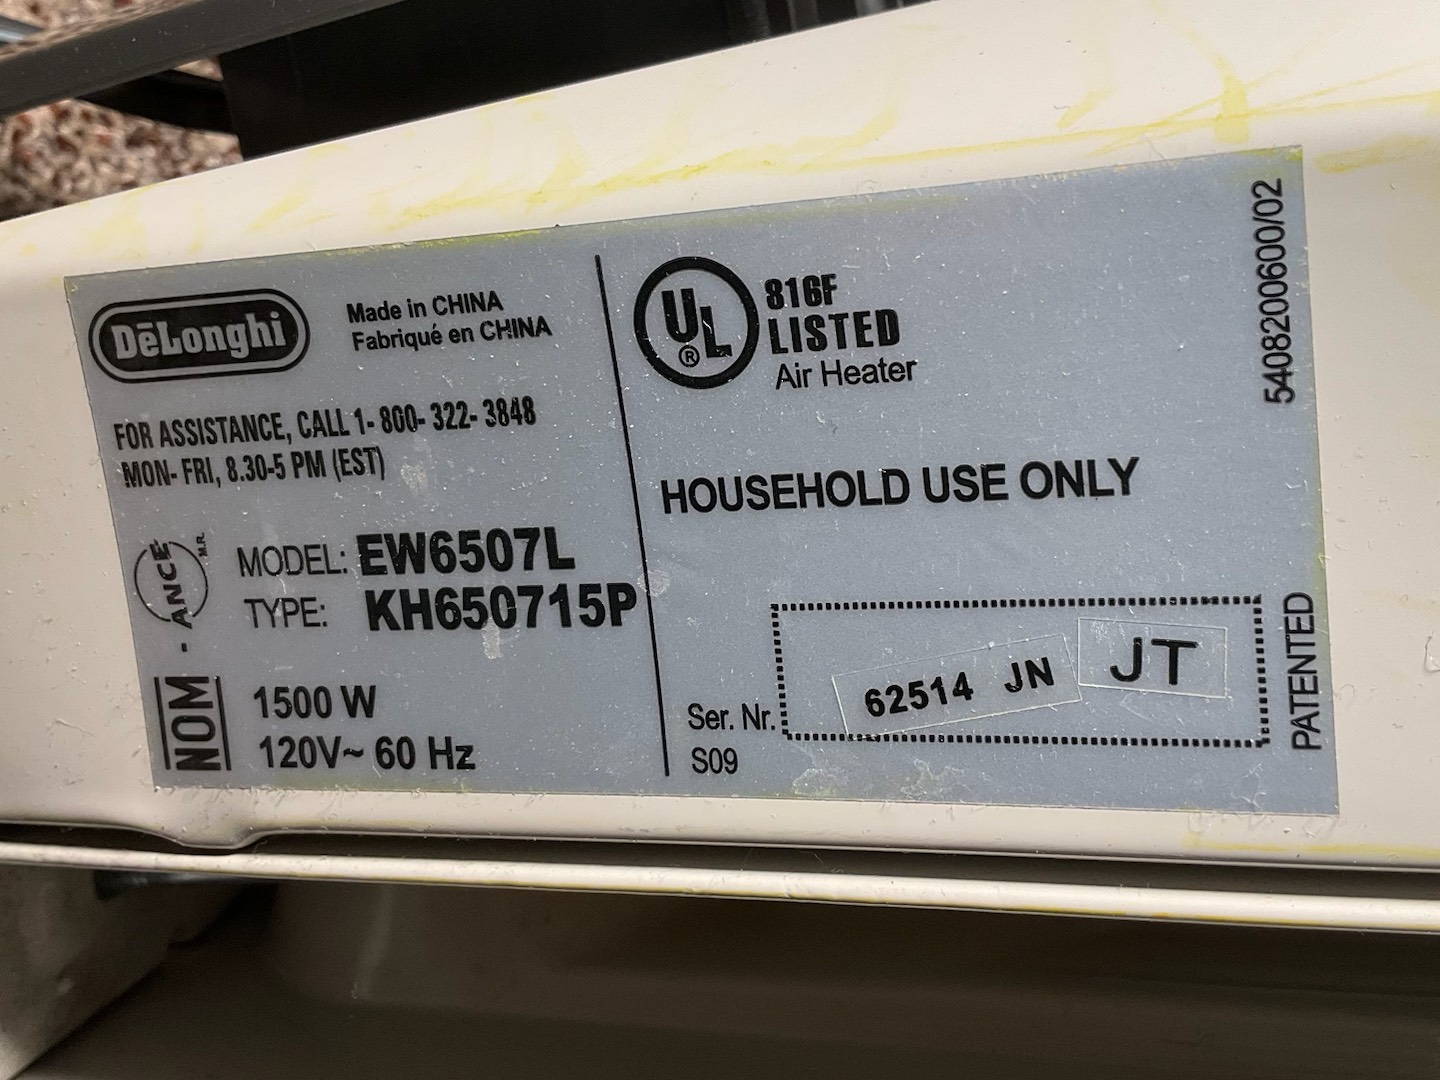 DēLonghi
Made in CHINA
Fabriqué en CHINA
FOR ASSISTANCE, CALL 1- 800- 322- 3848
MON- FRI, 8.30-5 PM (EST)
MODEL: EW6507L
TYPE: KH650715P
NOM - ANCE M.R.
1500 W
120V~ 60 Hz
UL ® 816F
LISTED
Air Heater
HOUSEHOLD USE ONLY
Ser. Nr. 62514 JN JT
S09
5408200600/02
PATENTED